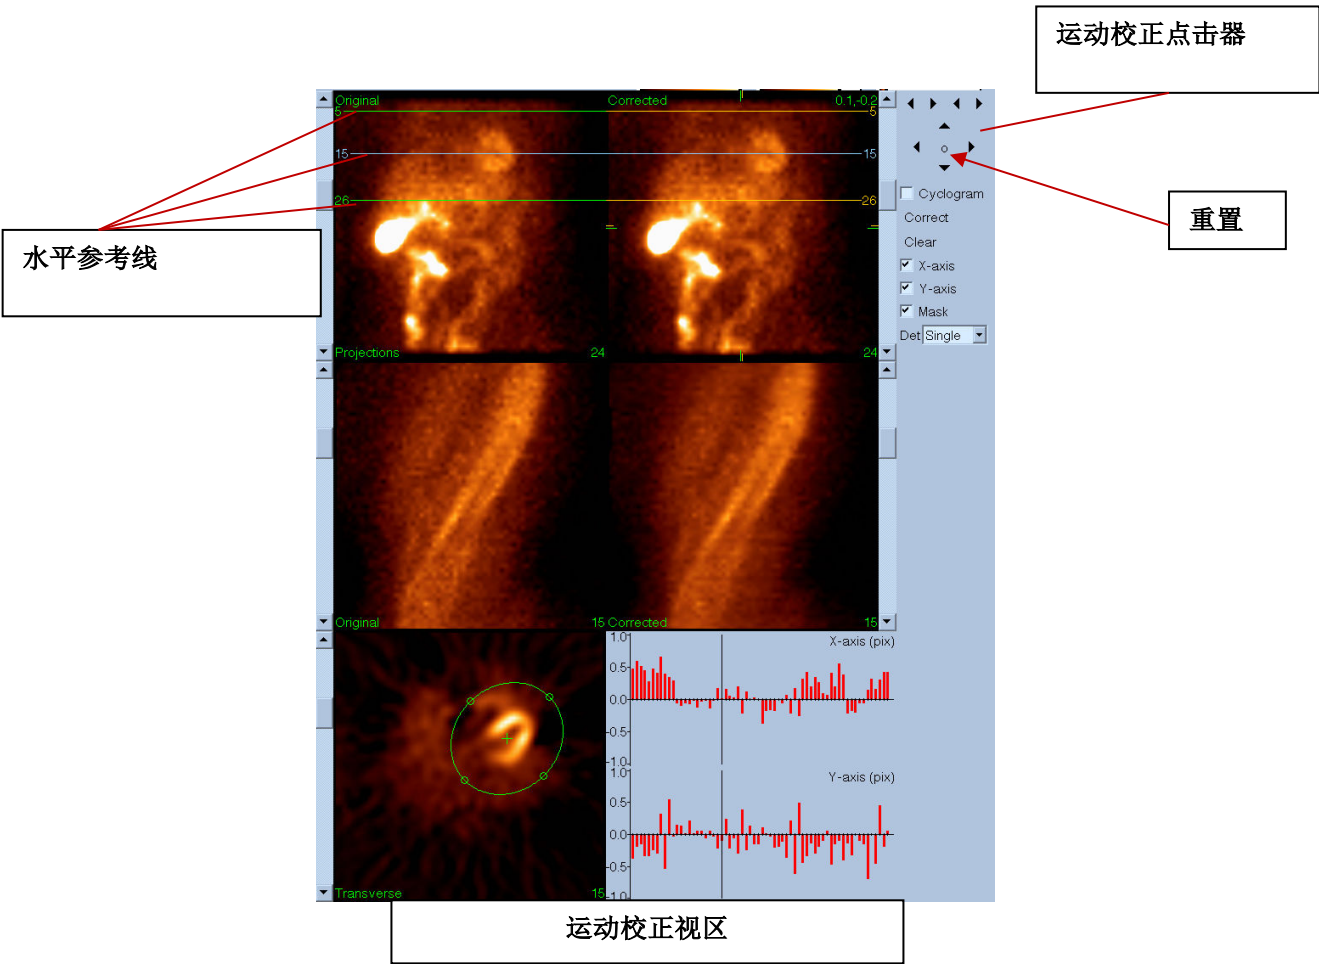 运动校正点击器
Original
Corrected
0.1,-0.2
5
5
15
15
26
26
Cyclogram
重置
Correct
水平参考线
Clear
X-axis
Y-axis
Mask
Det Single
Projections
24
24
Original
15
Corrected
15
1.0
X-axis (pix)
0.5
0.0
-0.5
-1.0
1.0
Y-axis (pix)
0.5
0.0
-0.5
Transverse
15
-1.0
运动校正视区